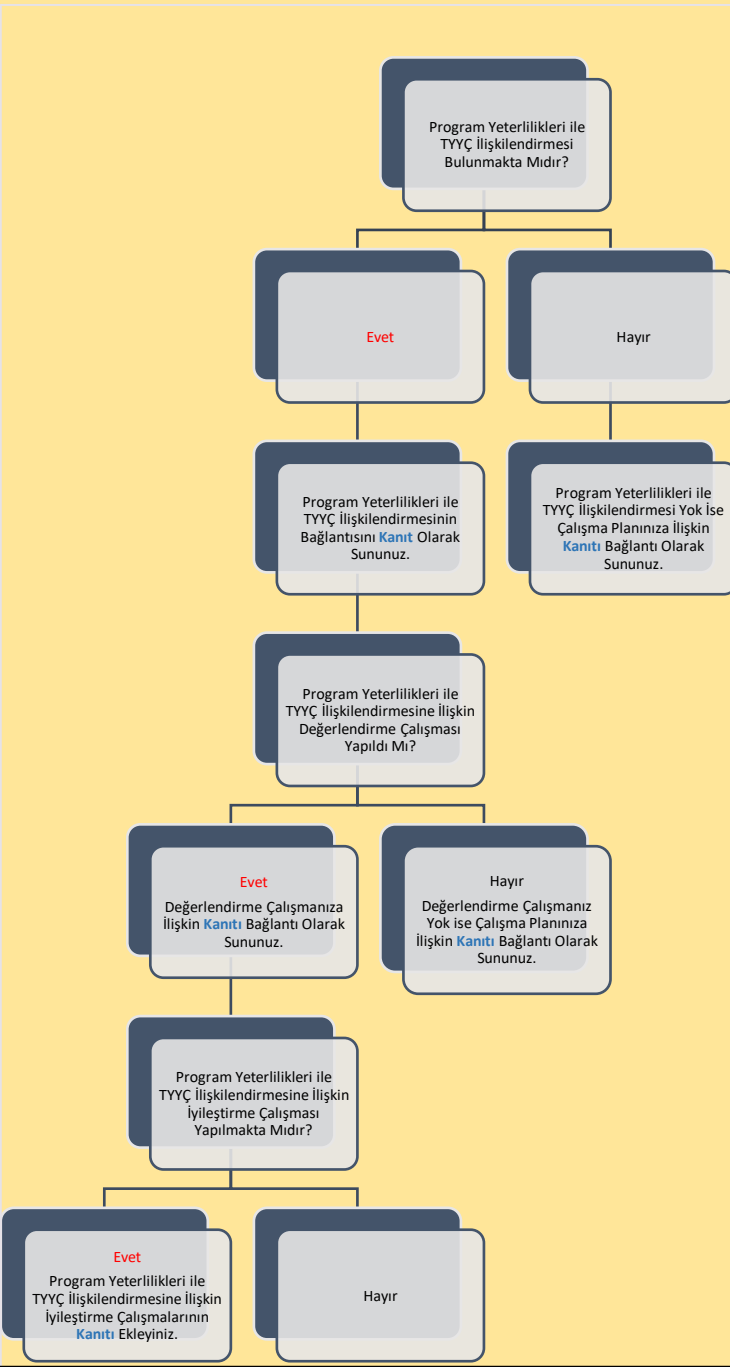 Program Yeterlilikleri ile
TYYÇ İlişkilendirmesi
Bulunmakta Mıdır?
Evet
Hayır
Program Yeterlilikleri ile
TYYÇ İlişkilendirmesinin
Bağlantısını Kanıt Olarak
Sununuz.
Program Yeterlilikleri ile
TYYÇ İlişkilendirmesi Yok İse
Çalışma Planınıza İlişkin
Kanıtı Bağlantı Olarak
Sununuz.
Program Yeterlilikleri ile
TYYÇ İlişkilendirmesine İlişkin
Değerlendirme Çalışması
Yapıldı Mı?
Evet
Değerlendirme Çalışmanıza
İlişkin Kanıtı Bağlantı Olarak
Sununuz.
Hayır
Değerlendirme Çalışmanız
Yok ise Çalışma Planınıza
İlişkin Kanıtı Bağlantı Olarak
Sununuz.
Program Yeterlilikleri ile
TYYÇ İlişkilendirmesine İlişkin
İyileştirme Çalışması
Yapılmakta Mıdır?
Evet
Program Yeterlilikleri ile
TYYÇ İlişkilendirmesine İlişkin
İyileştirme Çalışmalarının
Kanıtı Ekleyiniz.
Hayır